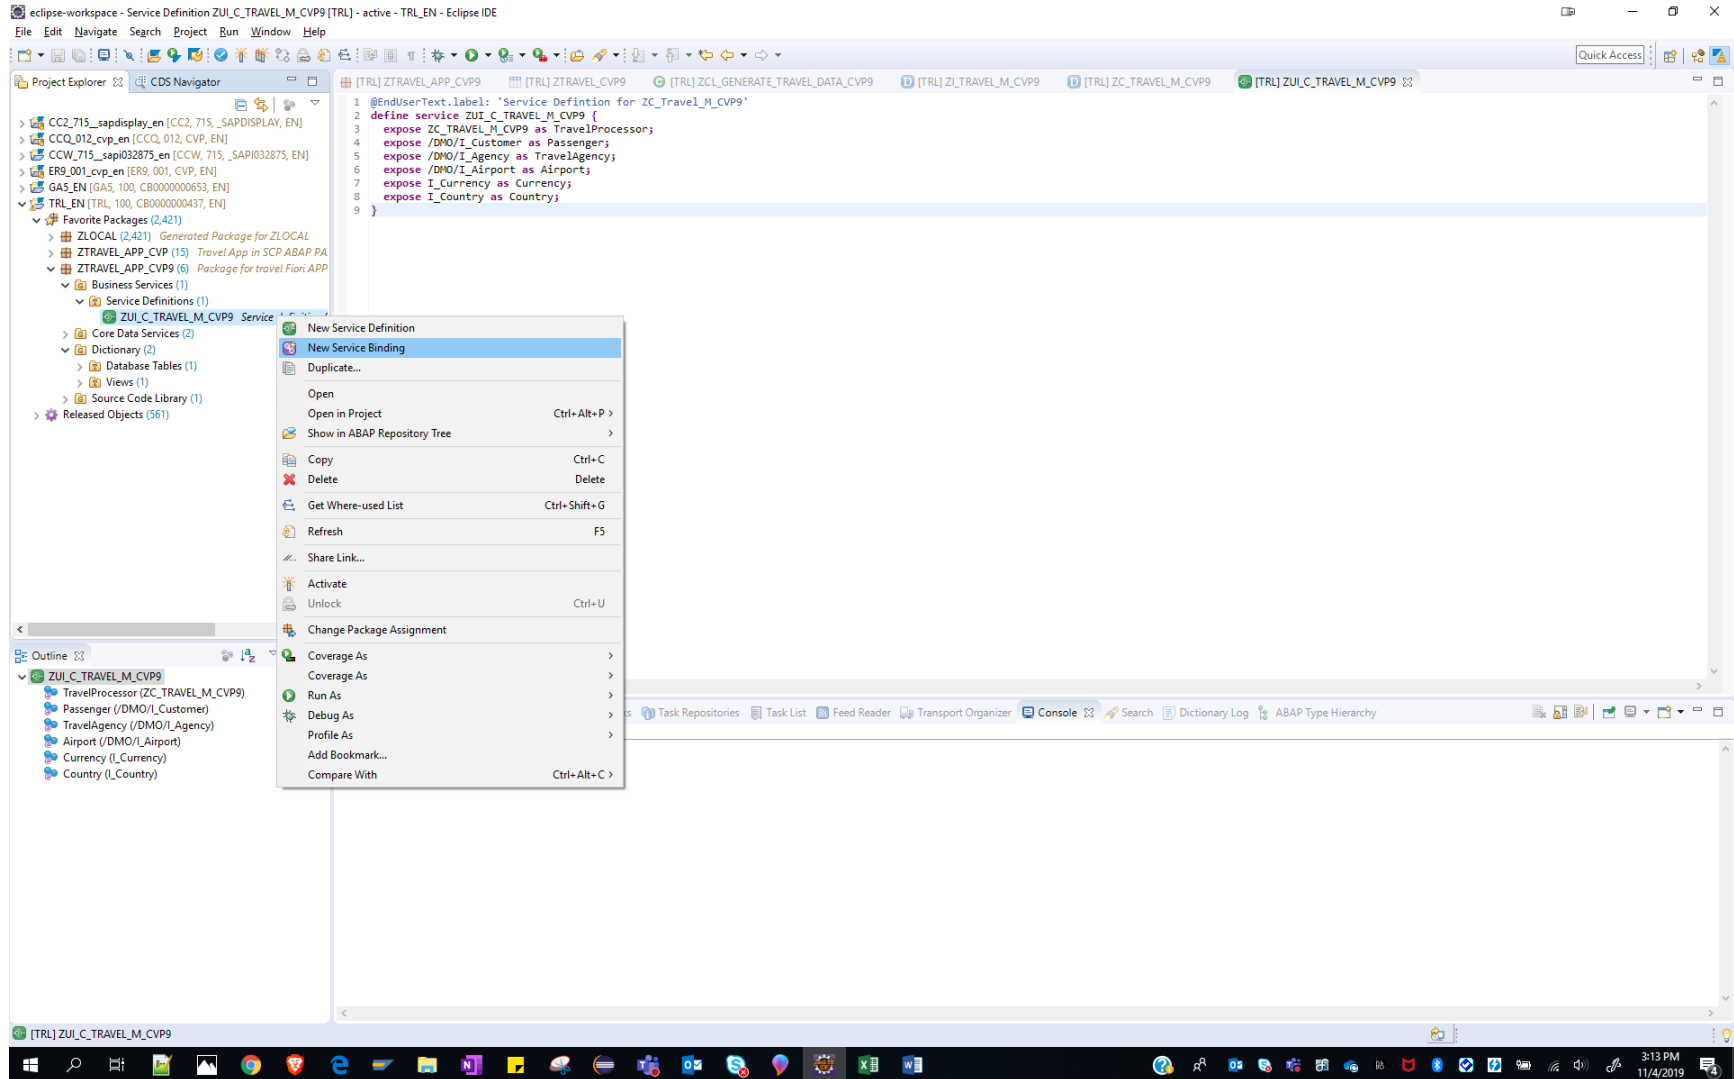 eclipse-workspace - Service Definition ZUI_C_TRAVEL_M_CVP9 [TRL] - active - TRL_EN - Eclipse IDE
File Edit Navigate Search Project Run Window Help
Quick Access
Project Explorer CDS Navigator
[TRL] ZTRAVEL_APP_CVP9 [TRL] ZTRAVEL_CVP9 [TRL] ZCL_GENERATE_TRAVEL_DATA_CVP9 [TRL] ZI_TRAVEL_M_CVP9 [TRL] ZC_TRAVEL_M_CVP9 [TRL] ZUI_C_TRAVEL_M_CVP9
CC2_715__sapdisplay_en [CC2, 715, _SAPDISPLAY, EN]
CCQ_012_cvp_en [CCQ, 012, CVP, EN]
CCW_715__sapi032875_en [CCW, 715, _SAPI032875, EN]
ER9_001_cvp_en [ER9, 001, CVP, EN]
GA5_EN [GA5, 100, CB0000000653, EN]
TRL_EN [TRL, 100, CB0000000437, EN]
Favorite Packages (2,421)
ZLOCAL (2,421) Generated Package for ZLOCAL
ZTRAVEL_APP_CVP (15) Travel App in SCP ABAP PA
ZTRAVEL_APP_CVP9 (6) Package for travel Fiori APP
Business Services (1)
Service Definitions (1)
ZUI_C_TRAVEL_M_CVP9 Service
Core Data Services (2)
Dictionary (2)
Database Tables (1)
Views (1)
Source Code Library (1)
Released Objects (561)
1 @EndUserText.label: 'Service Defintion for ZC_Travel_M_CVP9'
2 define service ZUI_C_TRAVEL_M_CVP9 {
3 expose ZC_TRAVEL_M_CVP9 as TravelProcessor;
4 expose /DMO/I_Customer as Passenger;
5 expose /DMO/I_Agency as TravelAgency;
6 expose /DMO/I_Airport as Airport;
7 expose I_Currency as Currency;
8 expose I_Country as Country;
9 }
New Service Definition
New Service Binding
Duplicate...
Open
Open in Project Ctrl+Alt+P
Show in ABAP Repository Tree
Copy Ctrl+C
Delete Delete
Get Where-used List Ctrl+Shift+G
Refresh F5
Share Link...
Activate
Unlock Ctrl+U
Change Package Assignment
Coverage As
Coverage As
Run As
Debug As
Profile As
Add Bookmark...
Compare With Ctrl+Alt+C
Outline
ZUI_C_TRAVEL_M_CVP9
TravelProcessor (ZC_TRAVEL_M_CVP9)
Passenger (/DMO/I_Customer)
TravelAgency (/DMO/I_Agency)
Airport (/DMO/I_Airport)
Currency (I_Currency)
Country (I_Country)
Task Repositories Task List Feed Reader Transport Organizer Console Search Dictionary Log ABAP Type Hierarchy
[TRL] ZUI_C_TRAVEL_M_CVP9
3:13 PM
11/4/2019